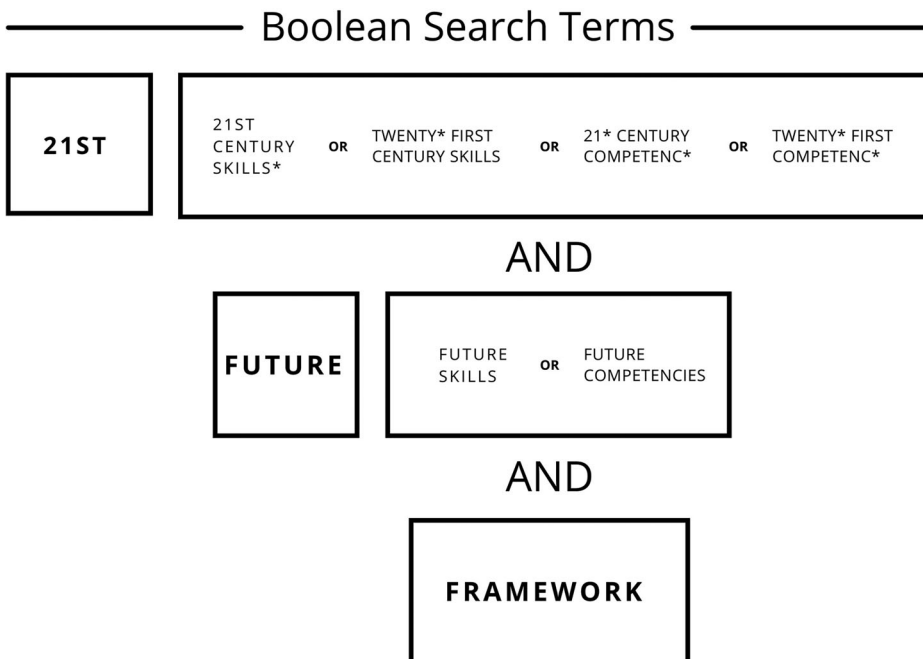 Boolean Search Terms
21ST
21ST
CENTURY
SKILLS*
OR
TWENTY* FIRST
CENTURY SKILLS
OR
21* CENTURY
COMPETENC*
OR
TWENTY* FIRST
COMPETENC*
AND
FUTURE
FUTURE
SKILLS
OR
FUTURE
COMPETENCIES
AND
FRAMEWORK